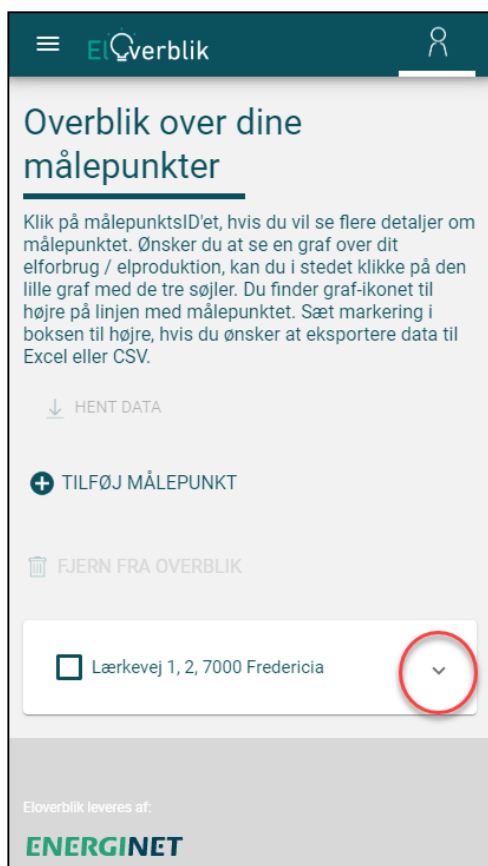 ElOverblik
Overblik over dine
målepunkter
Klik på målepunktsID'et, hvis du vil se flere detaljer om
målepunktet. Ønsker du at se en graf over dit
elforbrug / elproduktion, kan du i stedet klikke på den
lille graf med de tre søjler. Du finder graf-ikonet til
højre på linjen med målepunktet. Sæt markering i
boksen til højre, hvis du ønsker at eksportere data til
Excel eller CSV.
HENT DATA
TILFØJ MÅLEPUNKT
FJERN FRA OVERBLIK
Lærkevej 1, 2, 7000 Fredericia
Eloverblik leveres af:
ENERGINET